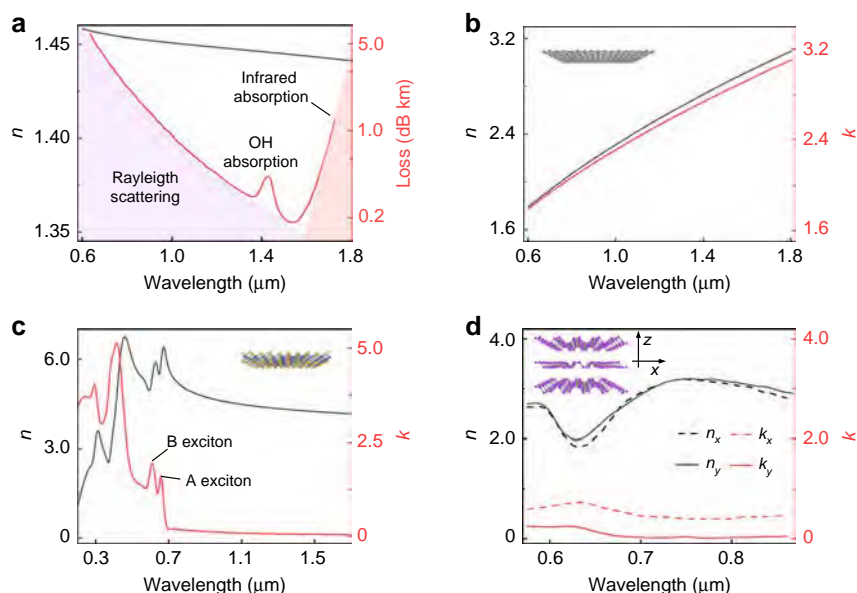 a
1.45
1.40
1.35
n
5.0
1.0
0.2
Loss (dB km)
Infrared
absorption
OH
absorption
Rayleigth
scattering
0.6
1.0
1.4
1.8
Wavelength (μm)
b
3.2
2.4
1.6
n
3.2
2.4
1.6
k
0.6
1.0
1.4
1.8
Wavelength (μm)
c
6.0
3.0
0
n
5.0
2.5
0
k
B exciton
A exciton
0.3
0.7
1.1
1.5
Wavelength (μm)
d
4.0
2.0
0
n
4.0
2.0
0
k
z
x
nx
kx
ny
ky
0.6
0.7
0.8
Wavelength (μm)